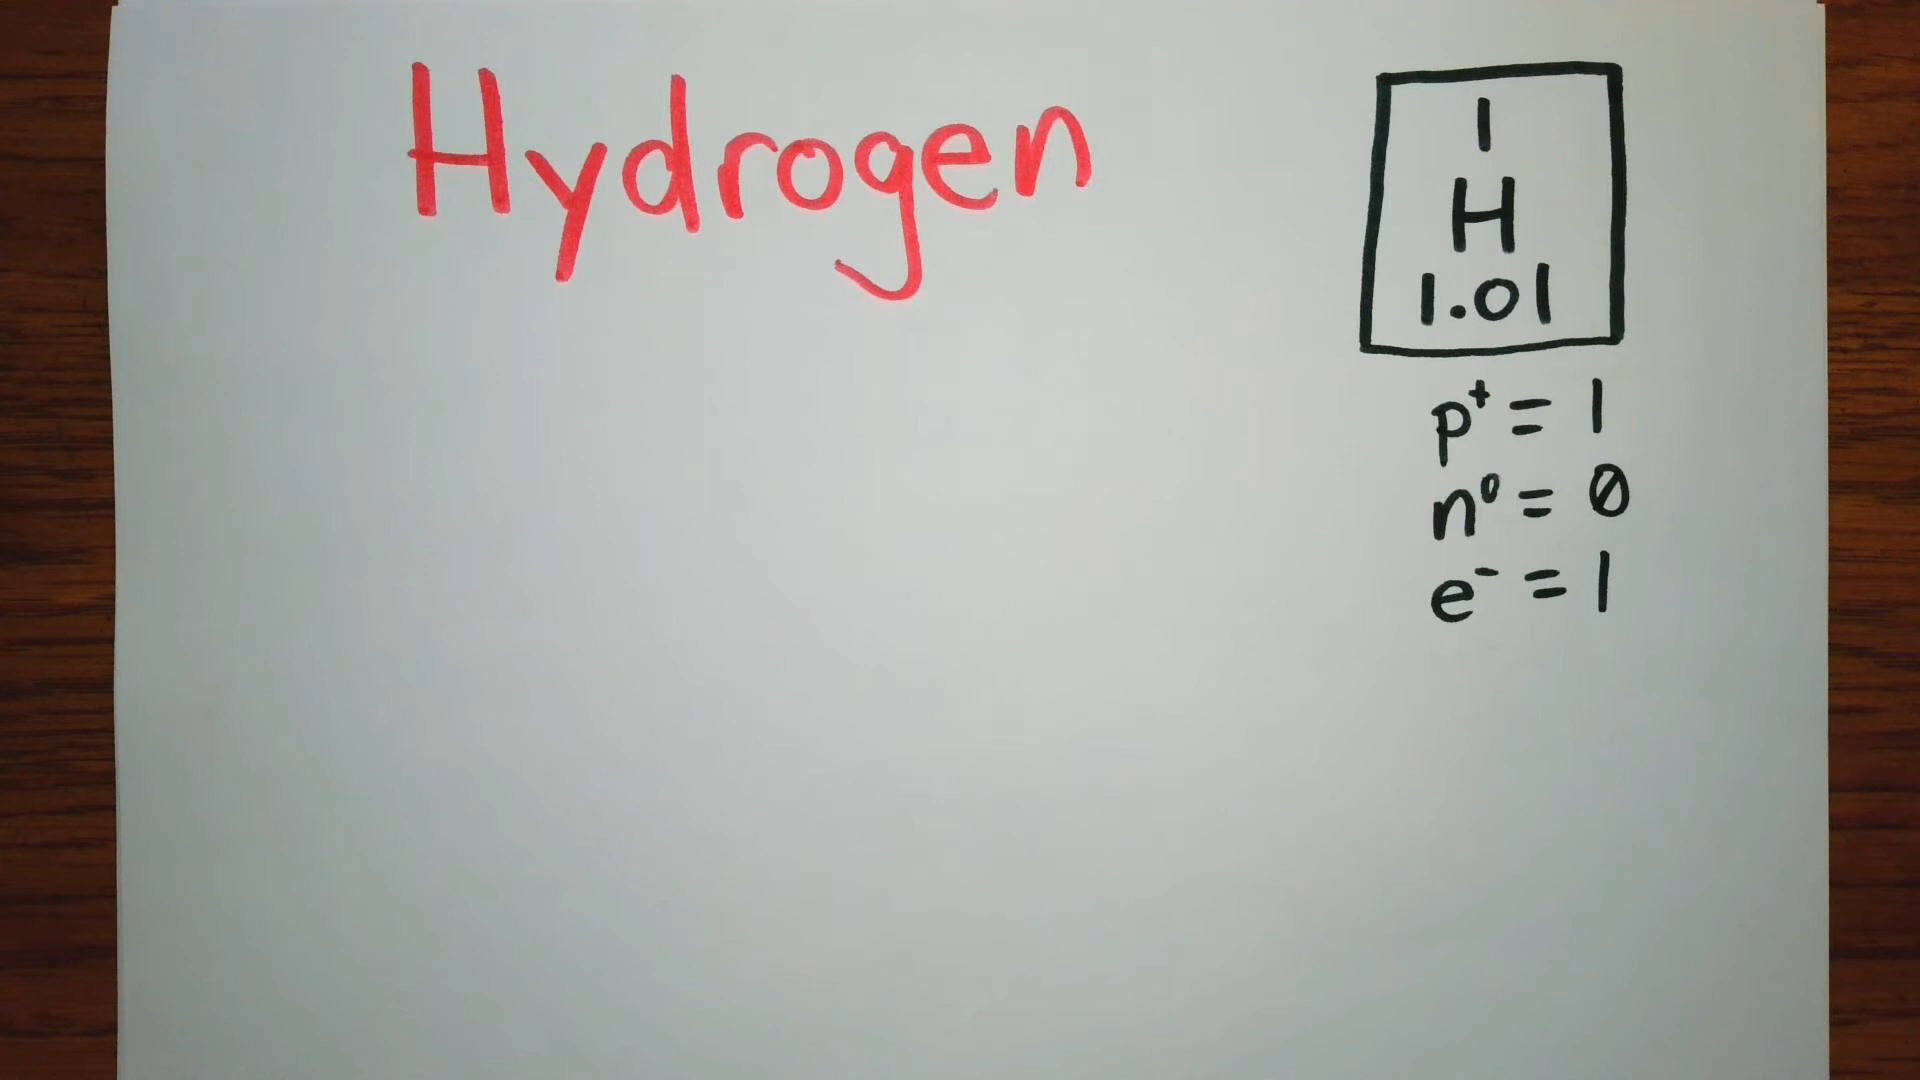 Hydrogen
1
H
1.01
p⁺ = 1
n⁰ = 0
e⁻ = 1